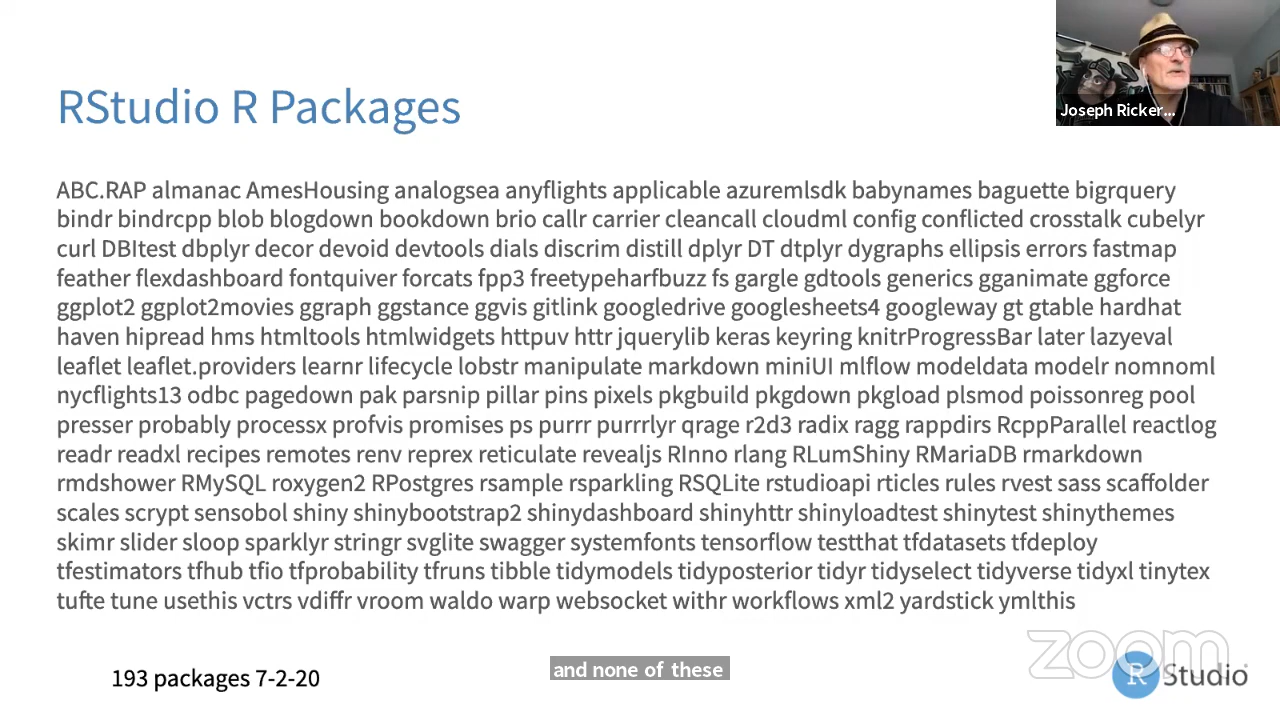 RStudio R Packages
Joseph Ricker...
ABC.RAP almanac AmesHousing analogsea anyflights applicable azuremlsdk babynames baguette bigrquery
bindr bindrcpp blob blogdown bookdown brio callr carrier cleancall cloudml config conflicted crosstalk cubelyr
curl DBItest dbplyr decor devoid devtools dials discrim distill dplyr DT dtplyr dygraphs ellipsis errors fastmap
feather flexdashboard fontquiver forcats fpp3 freetypeharfbuzz fs gargle gdtools generics gganimate ggforce
ggplot2 ggplot2movies ggraph ggstance ggvis gitlink googledrive googlesheets4 googleway gt gtable hardhat
haven hipread hms htmltools htmlwidgets httpuv httr jquerylib keras keyring knitrProgressBar later lazyeval
leaflet leaflet.providers learnr lifecycle lobstr manipulate markdown miniUI mlflow modeldata modelr nomnoml
nycflights13 odbc pagedown pak parsnip pillar pins pixels pkgbuild pkgdown pkgload plsmod poissonreg pool
presser probably processx profvis promises ps purrr purrrlyr qrage r2d3 radix ragg rappdirs RcppParallel reactlog
readr readxl recipes remotes renv reprex reticulate revealjs RInno rlang RLumShiny RMariaDB rmarkdown
rmdshower RMySQL roxygen2 RPostgres rsample rsparkling RSQLite rstudioapi rticles rules rvest sass scaffolder
scales scrypt sensobol shiny shinybootstrap2 shinydashboard shinyhttr shinyloadtest shinytest shinythemes
skimr slider sloop sparklyr stringr svglite swagger systemfonts tensorflow testthat tfdatasets tfdeploy
tfestimators tfhub tfio tfprobability tfruns tibble tidymodels tidyposterior tidyr tidyselect tidyverse tidyxl tinytex
tufte tune usethis vctrs vdiffr vroom waldo warp websocket withr workflows xml2 yardstick ymlthis
193 packages 7-2-20
and none of these
zoom
R Studio